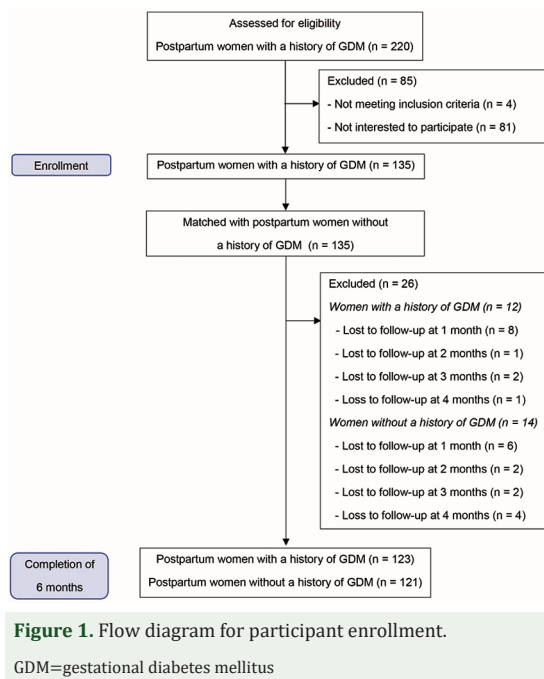 Assessed for eligibility
Postpartum women with a history of GDM (n = 220)
Excluded (n = 85)
- Not meeting inclusion criteria (n = 4)
- Not interested to participate (n = 81)
Enrollment
Postpartum women with a history of GDM (n = 135)
Matched with postpartum women without
a history of GDM (n = 135)
Excluded (n = 26)
Women with a history of GDM (n = 12)
- Lost to follow-up at 1 month (n = 8)
- Lost to follow-up at 2 months (n = 1)
- Lost to follow-up at 3 months (n = 2)
- Loss to follow-up at 4 months (n = 1)
Women without a history of GDM (n = 14)
- Lost to follow-up at 1 month (n = 6)
- Lost to follow-up at 2 months (n = 2)
- Lost to follow-up at 3 months (n = 2)
- Loss to follow-up at 4 months (n = 4)
Completion of
6 months
Postpartum women with a history of GDM (n = 123)
Postpartum women without a history of GDM (n = 121)
Figure 1. Flow diagram for participant enrollment.
GDM=gestational diabetes mellitus